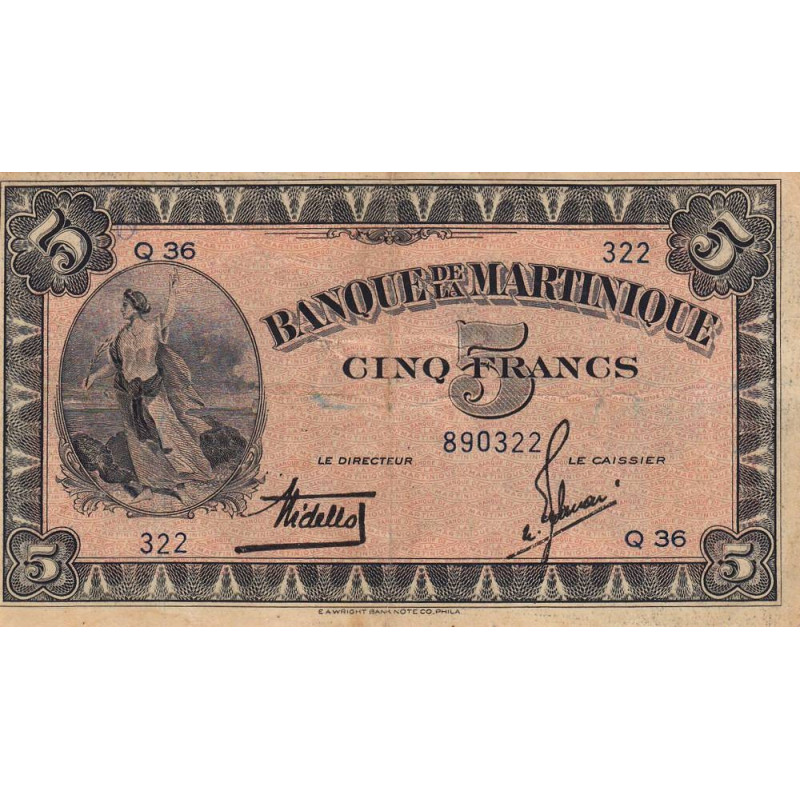 5 5
Q 36 322
BANQUE DE LA MARTINIQUE
5
CINQ FRANCS
890322
LE DIRECTEUR LE CAISSIER
322 Q 36
5 5
E.A.WRIGHT BANK NOTE CO. PHILA.